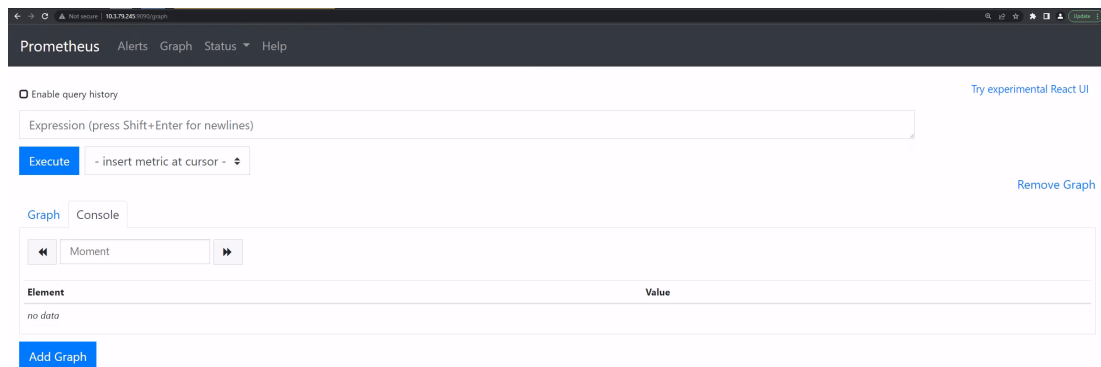 Not secure | 10.3.79.245:9090/graph
Update
Prometheus Alerts Graph Status Help
Enable query history
Try experimental React UI
Expression (press Shift+Enter for newlines)
Execute - insert metric at cursor -
Remove Graph
Graph Console
Moment
Element Value
no data
Add Graph